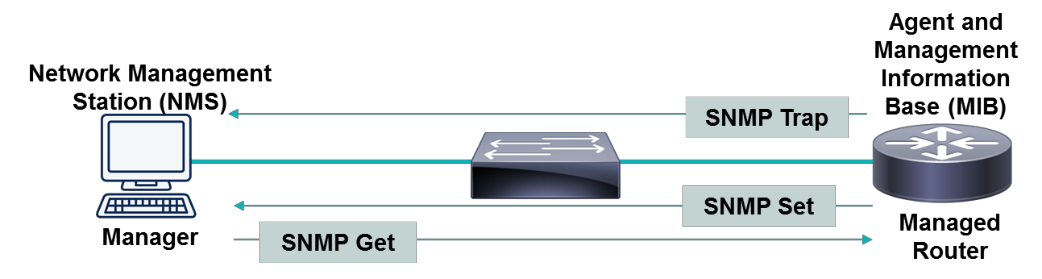 Network Management
Station (NMS)
Manager
SNMP Trap
SNMP Set
SNMP Get
Agent and
Management
Information
Base (MIB)
Managed
Router